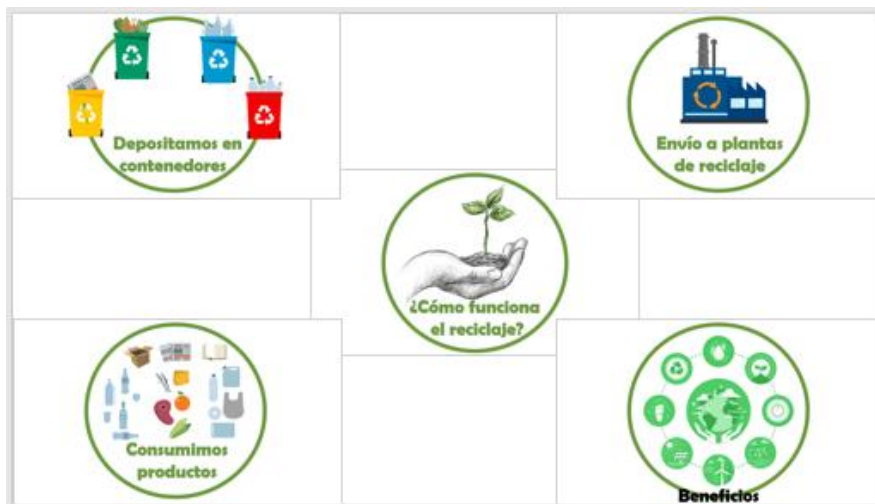 Depositamos en
contenedores
Envío a plantas
de reciclaje
¿Cómo funciona
el reciclaje?
Consumimos
productos
Beneficios